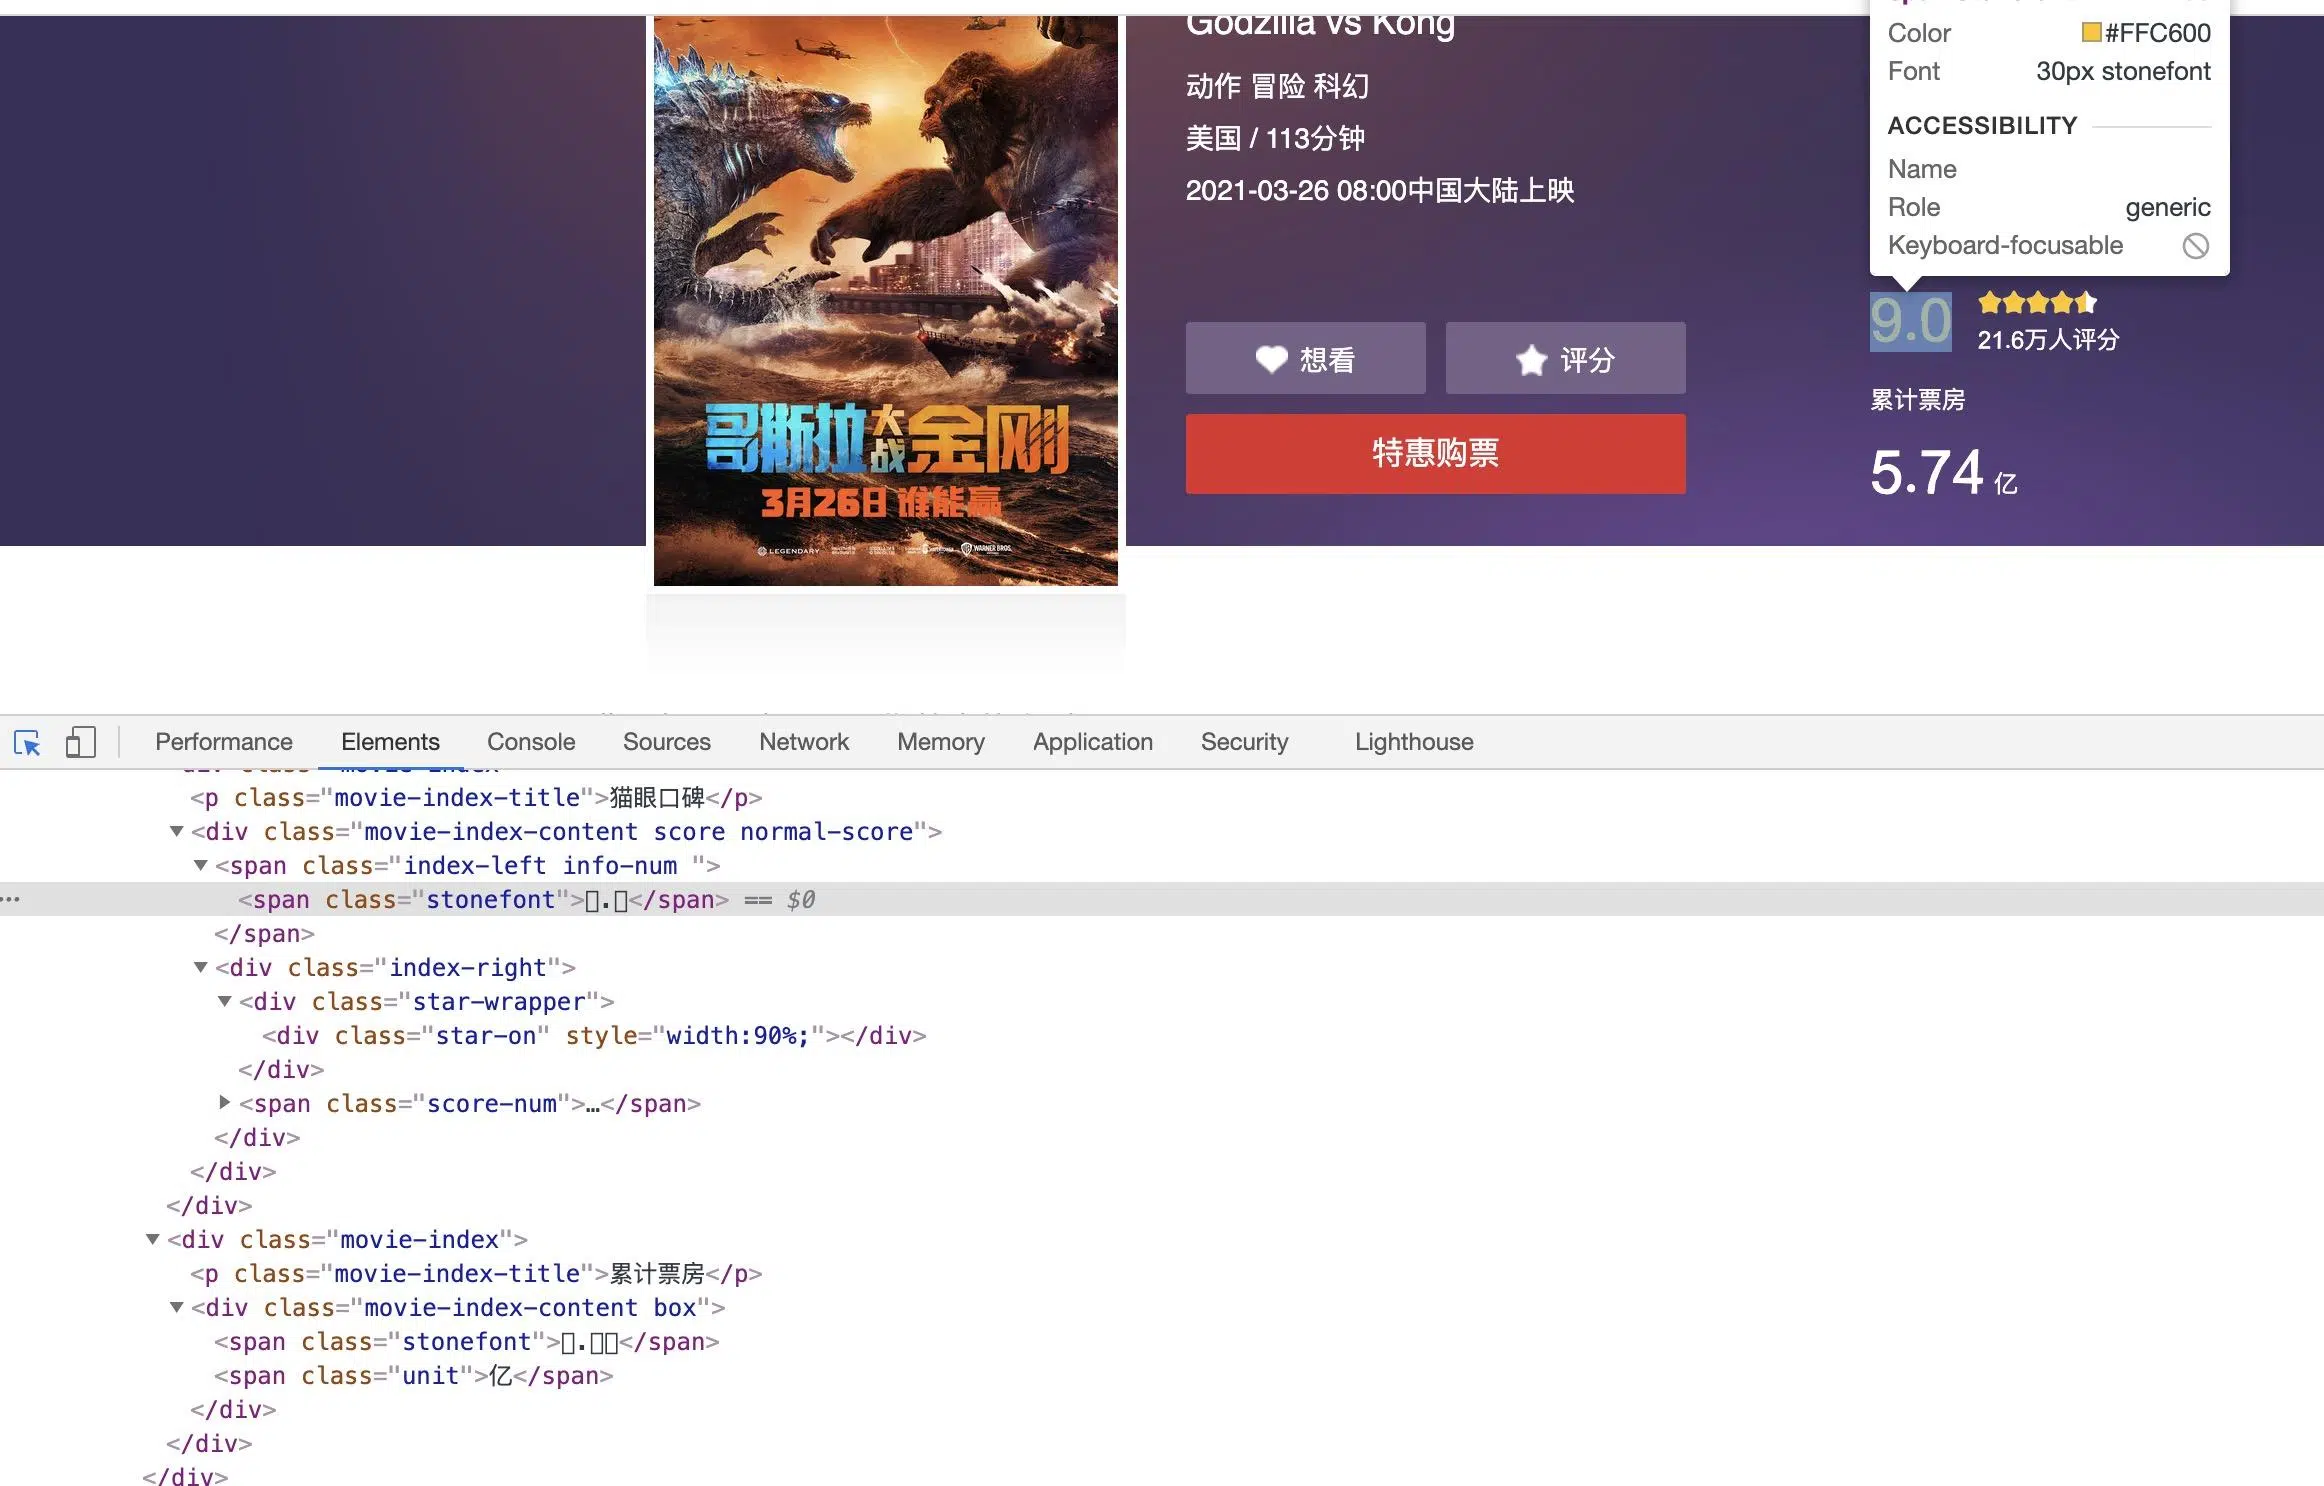 Godzilla vs Kong
动作 冒险 科幻
美国 / 113分钟
2021-03-26 08:00中国大陆上映
想看
评分
特惠购票
Color #FFC600
Font 30px stonefont
ACCESSIBILITY
Name
Role generic
Keyboard-focusable
9.0
21.6万人评分
累计票房
5.74 亿
哥斯拉大战金刚
3月26日 谁能赢
LEGENDARY
WARNER BROS.
Performance Elements Console Sources Network Memory Application Security Lighthouse
<p class="movie-index-title">猫眼口碑</p>
<div class="movie-index-content score normal-score">
<span class="index-left info-num ">
<span class="stonefont">▯.▯</span> == $0
</span>
<div class="index-right">
<div class="star-wrapper">
<div class="star-on" style="width:90%;"></div>
</div>
<span class="score-num">…</span>
</div>
</div>
</div>
<div class="movie-index">
<p class="movie-index-title">累计票房</p>
<div class="movie-index-content box">
<span class="stonefont">▯.▯▯</span>
<span class="unit">亿</span>
</div>
</div>
</div>